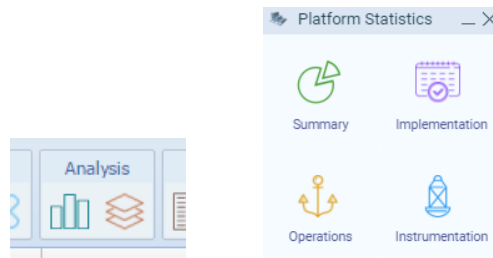 Platform Statistics
Summary
Implementation
Analysis
Operations
Instrumentation